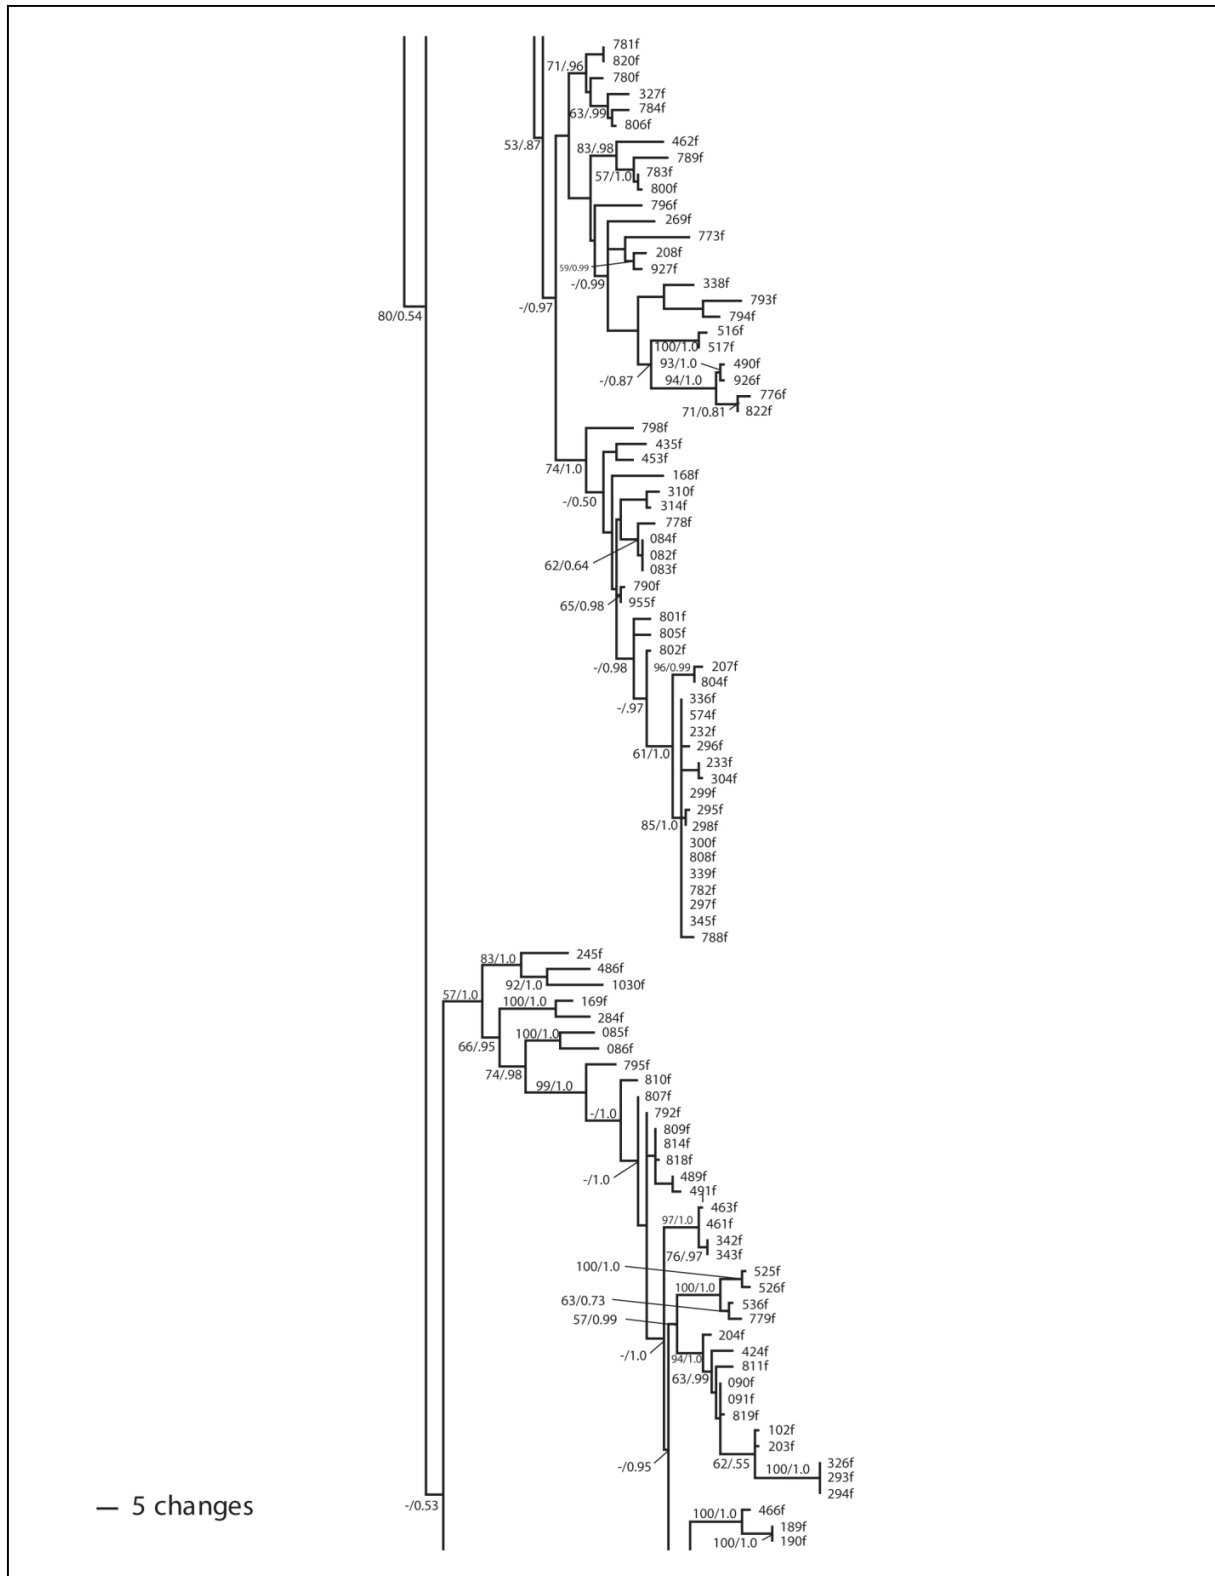 781f
71/.96
820f
780f
327f
63/.99
784f
806f
53/.87
83/.98
462f
789f
57/1.0
783f
800f
796f
269f
773f
208f
59/0.99
927f
-/0.99
338f
793f
80/0.54
-/0.97
794f
516f
100/1.0
517f
93/1.0
490f
-/0.87
94/1.0
926f
776f
71/0.81
822f
798f
435f
453f
74/1.0
168f
310f
-/0.50
314f
778f
084f
082f
62/0.64
083f
790f
65/0.98
955f
801f
805f
802f
-/0.98
96/0.99
207f
804f
336f
-/.97
574f
232f
296f
61/1.0
233f
304f
299f
295f
85/1.0
298f
300f
808f
339f
782f
297f
345f
788f
83/1.0
245f
486f
92/1.0
1030f
57/1.0
100/1.0
169f
284f
100/1.0
085f
66/.95
086f
795f
74/.98
99/1.0
810f
807f
-/1.0
792f
809f
814f
818f
-/1.0
489f
491f
463f
97/1.0
461f
342f
76/.97
343f
100/1.0
525f
100/1.0
526f
63/0.73
536f
57/0.99
779f
204f
-/1.0
94/1.0
424f
811f
63/.99
090f
091f
819f
102f
203f
-/0.95
62/.55
100/1.0
326f
293f
294f
5 changes
-/0.53
100/1.0
466f
189f
100/1.0
190f